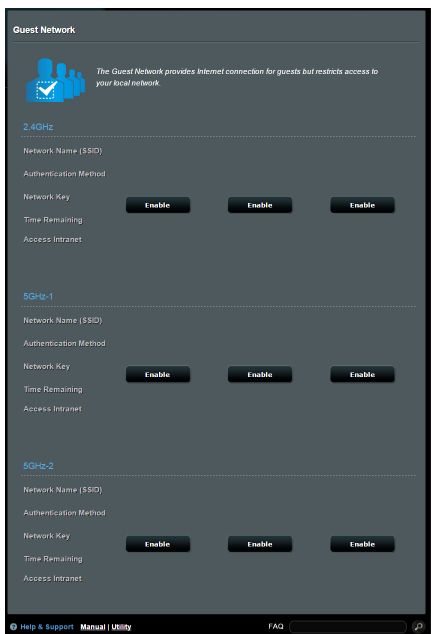 Guest Network
The Guest Network provides Internet connection for guests but restricts access to
your local network.
2.4GHz
Network Name (SSID)
Authentication Method
Network Key
Enable Enable Enable
Time Remaining
Access Intranet
5GHz-1
Network Name (SSID)
Authentication Method
Network Key
Enable Enable Enable
Time Remaining
Access Intranet
5GHz-2
Network Name (SSID)
Authentication Method
Network Key
Enable Enable Enable
Time Remaining
Access Intranet
Help & Support Manual | Utility FAQ